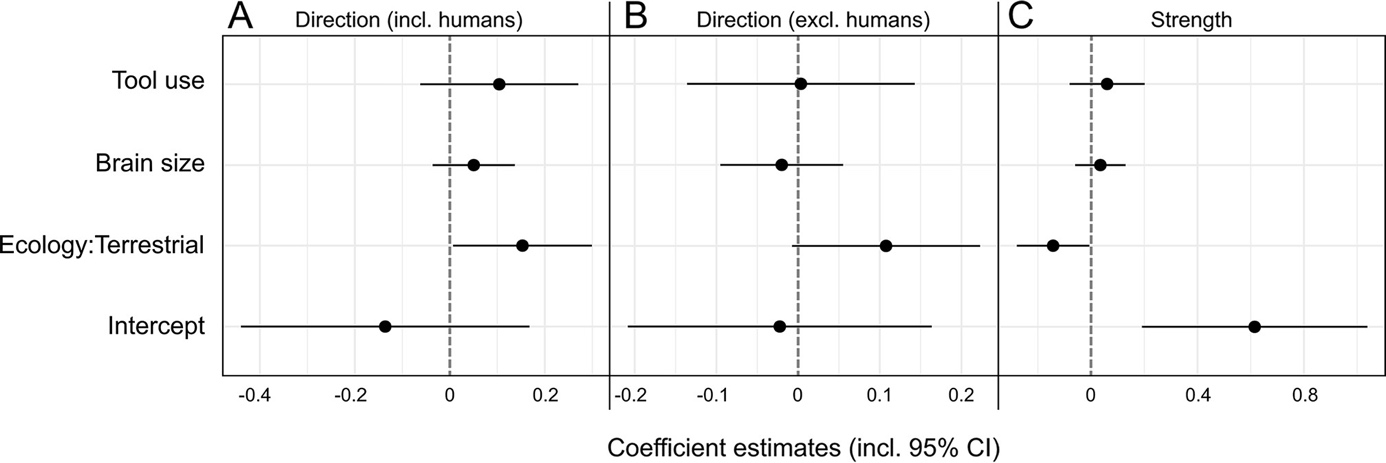 A Direction (incl. humans) B Direction (excl. humans) C Strength
Tool use
Brain size
Ecology:Terrestrial
Intercept
-0.4 -0.2 0 0.2 -0.2 -0.1 0 0.1 0.2 0 0.4 0.8
Coefficient estimates (incl. 95% CI)